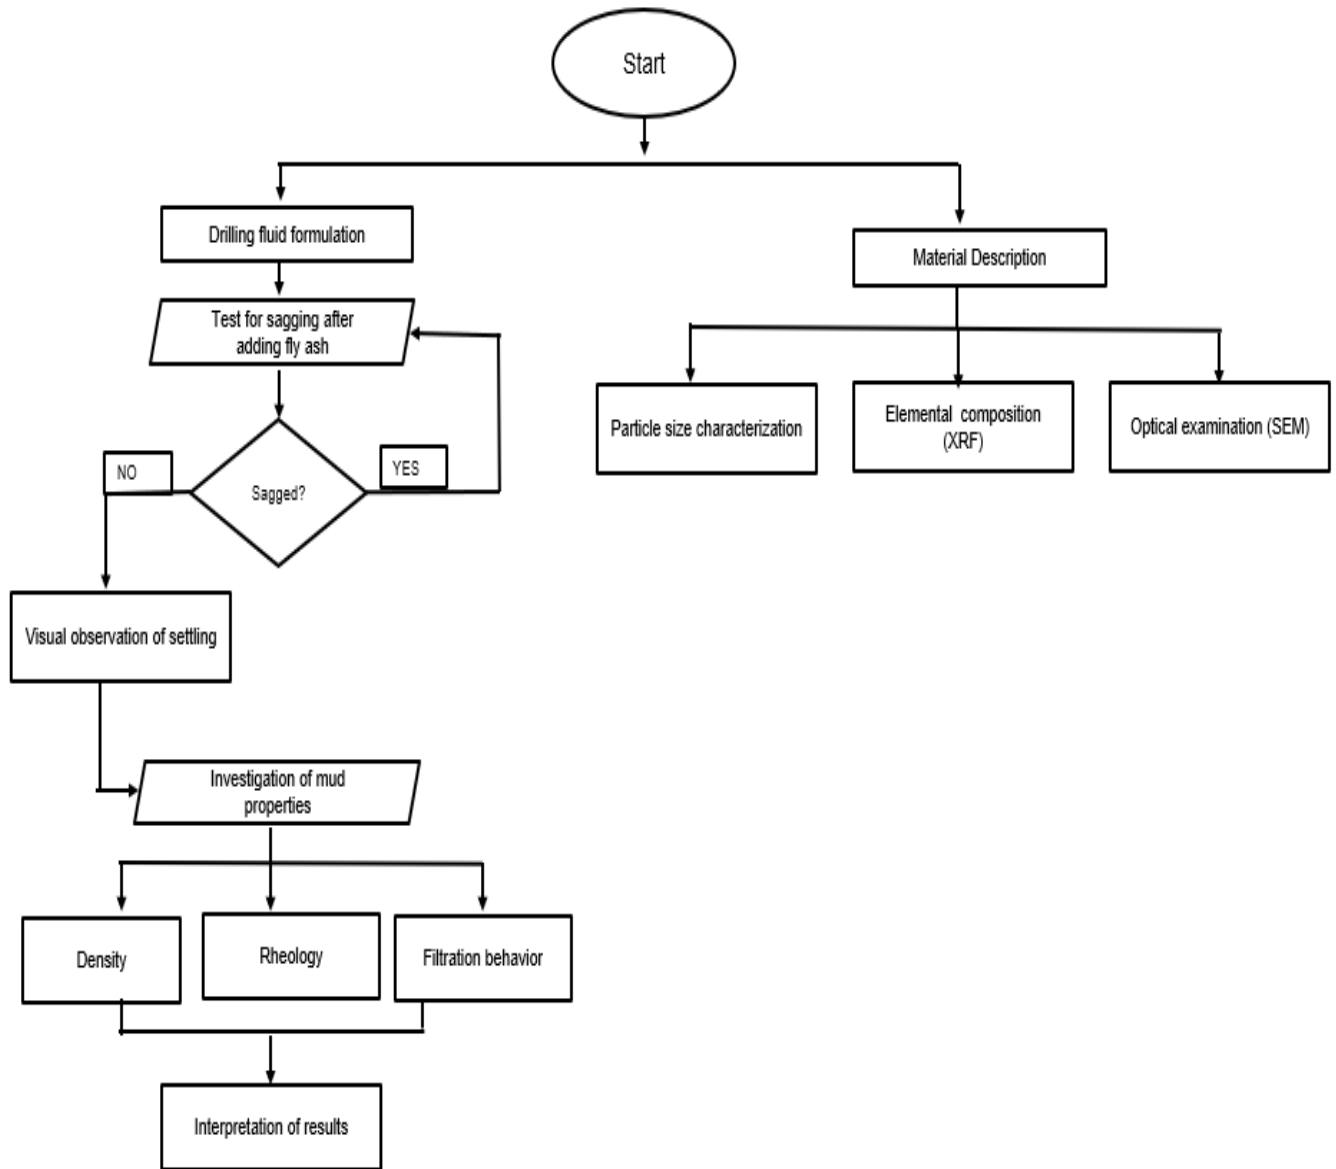 Start
Drilling fluid formulation
Material Description
Test for sagging after
adding fly ash
Particle size characterization
Elemental composition
(XRF)
Optical examination (SEM)
NO
YES
Sagged?
Visual observation of settling
Investigation of mud
properties
Density
Rheology
Filtration behavior
Interpretation of results